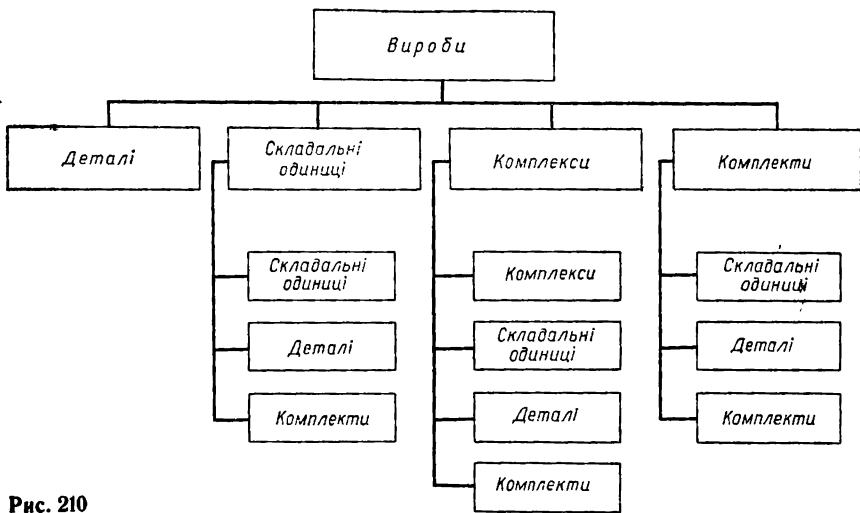 Вироби
Деталі
Складальні
одиниці
Комплекси
Комплекти
Складальні
одиниці
Деталі
Комплекти
Комплекси
Складальні
одиниці
Деталі
Комплекти
Складальні
одиниці
Деталі
Комплекти
Рис. 210